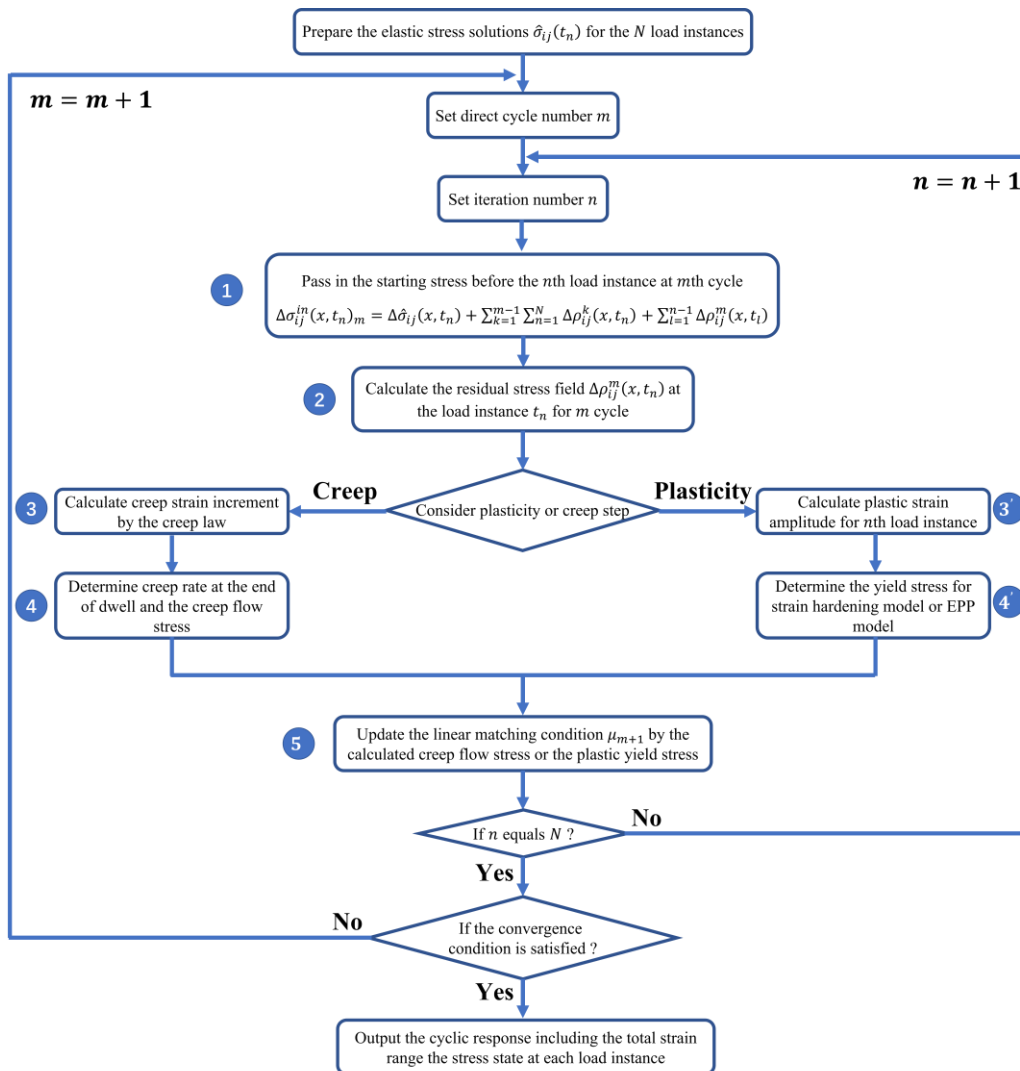 Prepare the elastic stress solutions σ̂ᵢⱼ(tₙ) for the N load instances
m = m + 1
Set direct cycle number m
n = n + 1
Set iteration number n
1
Pass in the starting stress before the nth load instance at mth cycle
Δσᵢⱼⁱⁿ(x, tₙ)ₘ = Δσ̂ᵢⱼ(x, tₙ) + ∑ₖ₌₁ᵐ⁻¹ ∑ₙ₌₁ᴺ Δρᵢⱼᵏ(x, tₙ) + ∑ₗ₌₁ⁿ⁻¹ Δρᵢⱼᵐ(x, tₗ)
2
Calculate the residual stress field Δρᵢⱼᵐ(x, tₙ) at
the load instance tₙ for m cycle
Creep
Plasticity
Consider plasticity or creep step
3
Calculate creep strain increment
by the creep law
Calculate plastic strain
amplitude for nth load instance
3'
4
Determine creep rate at the end
of dwell and the creep flow
stress
Determine the yield stress for
strain hardening model or EPP
model
4'
5
Update the linear matching condition μₘ₊₁ by the
calculated creep flow stress or the plastic yield stress
If n equals N ?
No
Yes
No
If the convergence
condition is satisfied ?
Yes
Output the cyclic response including the total strain
range the stress state at each load instance